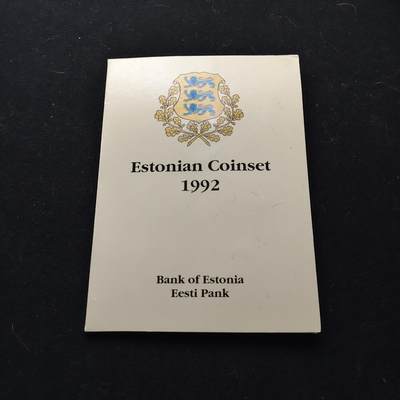 Estonian Coinset
1992
Bank of Estonia
Eesti Pank